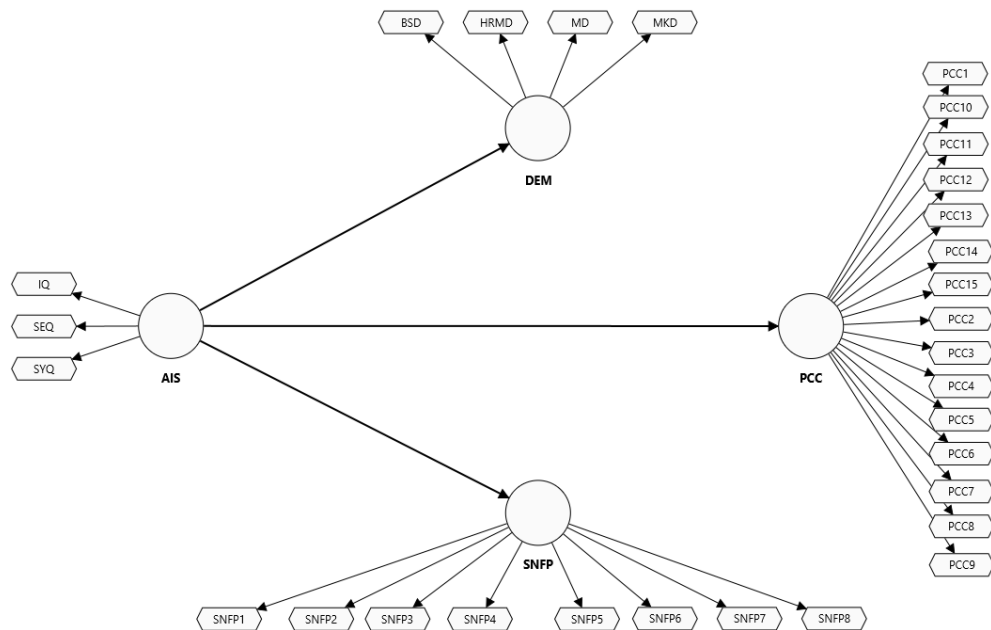 BSD
HRMD
MD
MKD
DEM
PCC1
PCC10
PCC11
PCC12
PCC13
PCC14
PCC15
PCC2
PCC3
PCC4
PCC5
PCC6
PCC7
PCC8
PCC9
PCC
IQ
SEQ
SYQ
AIS
SNFP
SNFP1
SNFP2
SNFP3
SNFP4
SNFP5
SNFP6
SNFP7
SNFP8